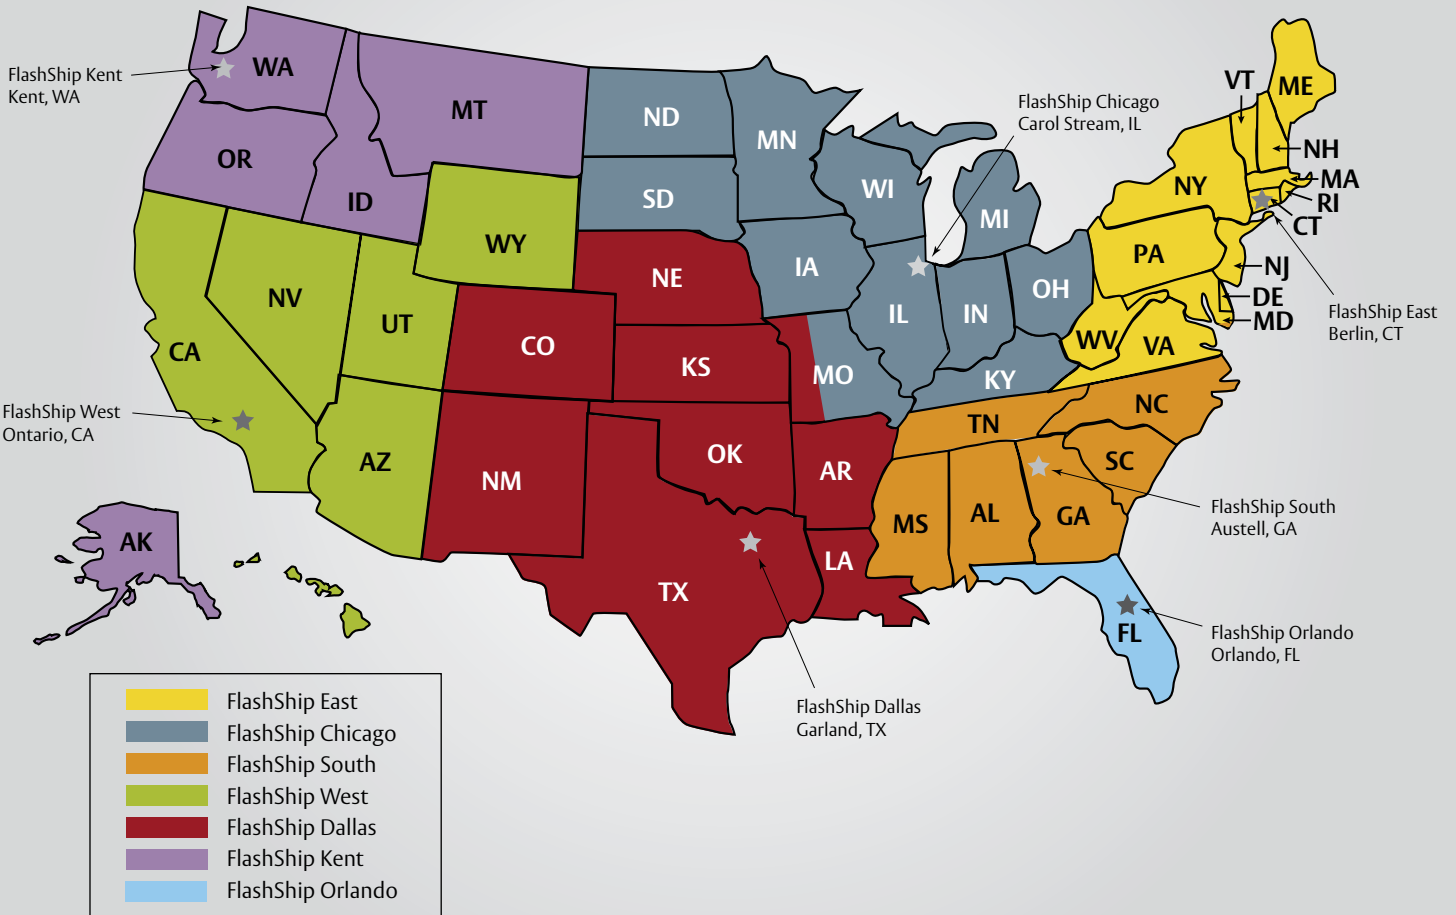 WA
FlashShip Kent
Kent, WA
MT
OR
ID
ND
MN
SD
WI
MI
FlashShip Chicago
Carol Stream, IL
VT
ME
NH
MA
RI
CT
NY
PA
NJ
DE
MD
FlashShip East
Berlin, CT
WY
NE
IA
IL
IN
OH
WV
VA
NV
UT
CA
CO
KS
MO
KY
FlashShip West
Ontario, CA
TN
NC
AZ
NM
OK
AR
SC
MS
AL
GA
FlashShip South
Austell, GA
AK
TX
LA
FL
FlashShip Orlando
Orlando, FL
FlashShip Dallas
Garland, TX
FlashShip East
FlashShip Chicago
FlashShip South
FlashShip West
FlashShip Dallas
FlashShip Kent
FlashShip Orlando